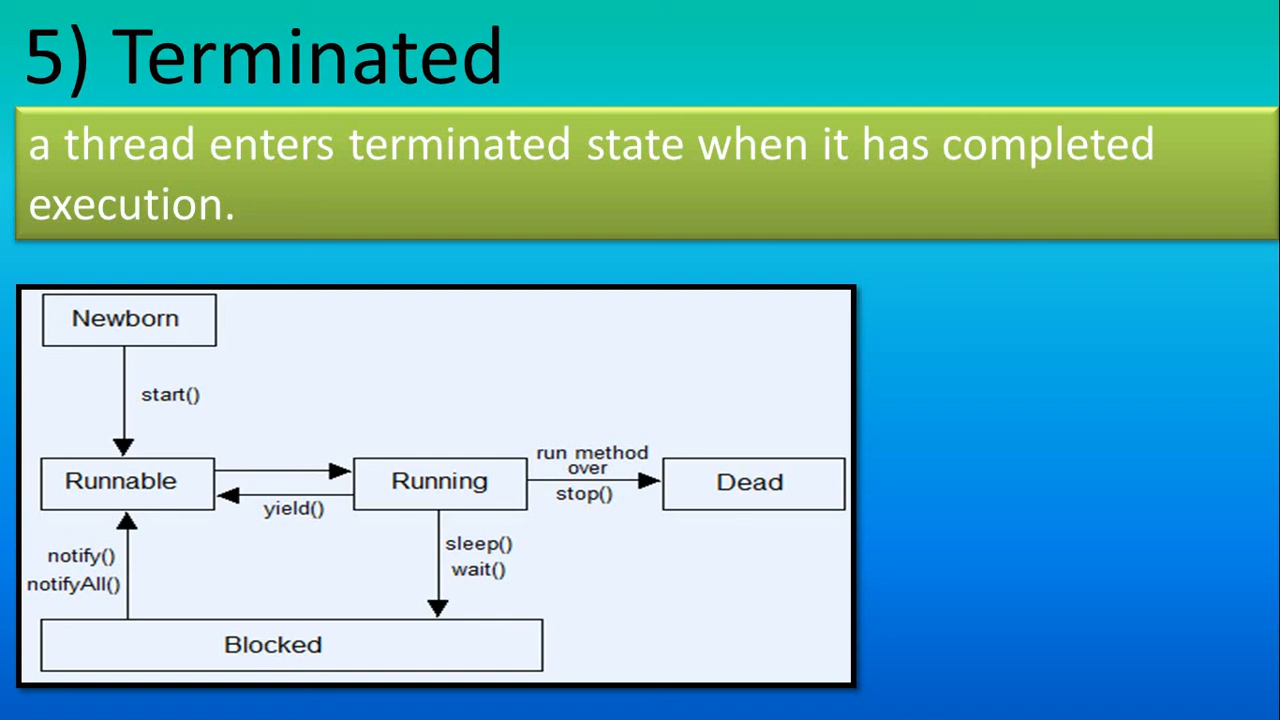 5) Terminated
a thread enters terminated state when it has completed
execution.
Newborn
start()
run method
over
Runnable
Running
Dead
stop()
yield()
notify()
sleep()
notifyAll()
wait()
Blocked